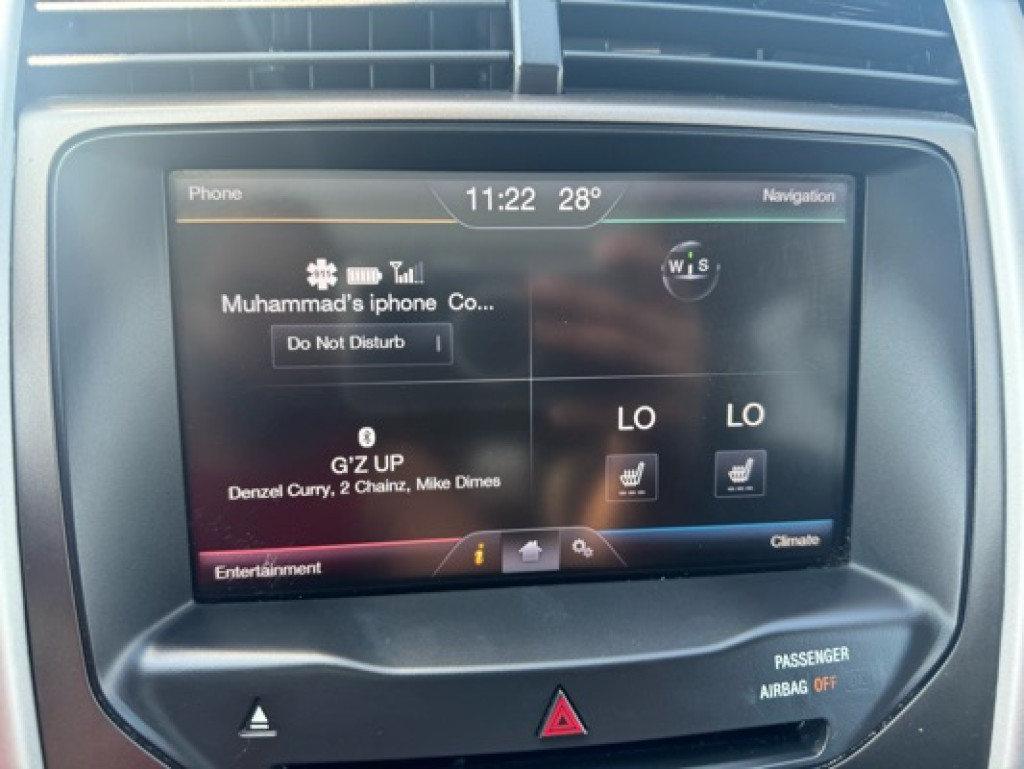 Phone
11:22 28°
Navigation
911
Muhammad's iphone Co...
Do Not Disturb
W S
G'Z UP
Denzel Curry, 2 Chainz, Mike Dimes
LO LO
Entertainment
i
Climate
PASSENGER
AIRBAG OFF